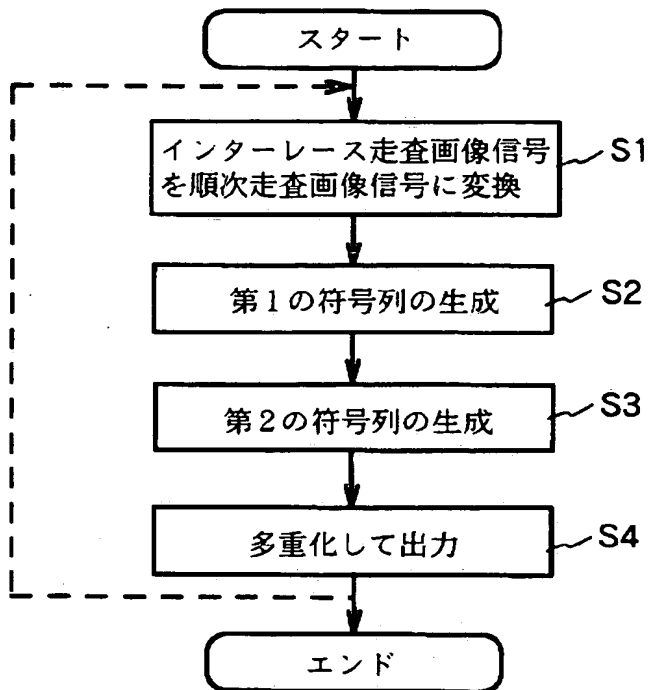 スタート
インターレース走査画像信号
を順次走査画像信号に変換
S1
第1の符号列の生成
S2
第2の符号列の生成
S3
多重化して出力
S4
エンド